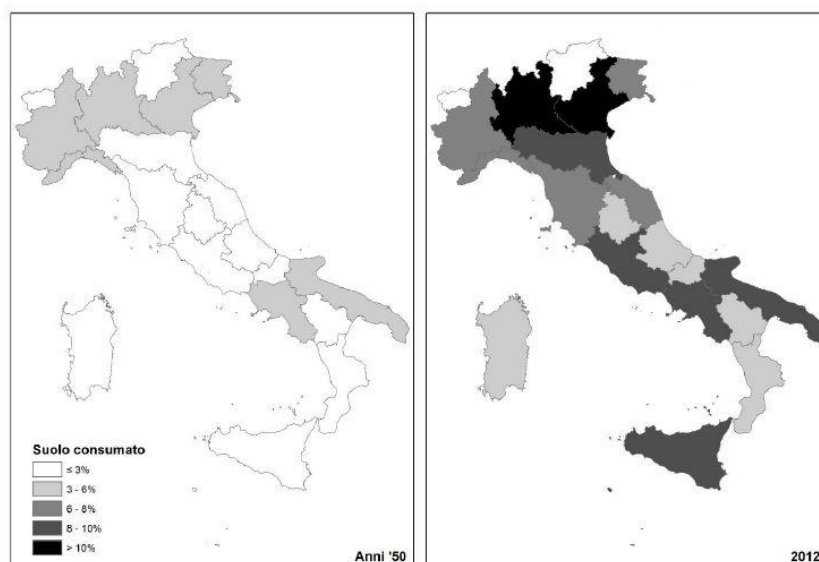 Suolo consumato
≤ 3%
3 - 6%
6 - 8%
8 - 10%
> 10%
Anni '50
2012